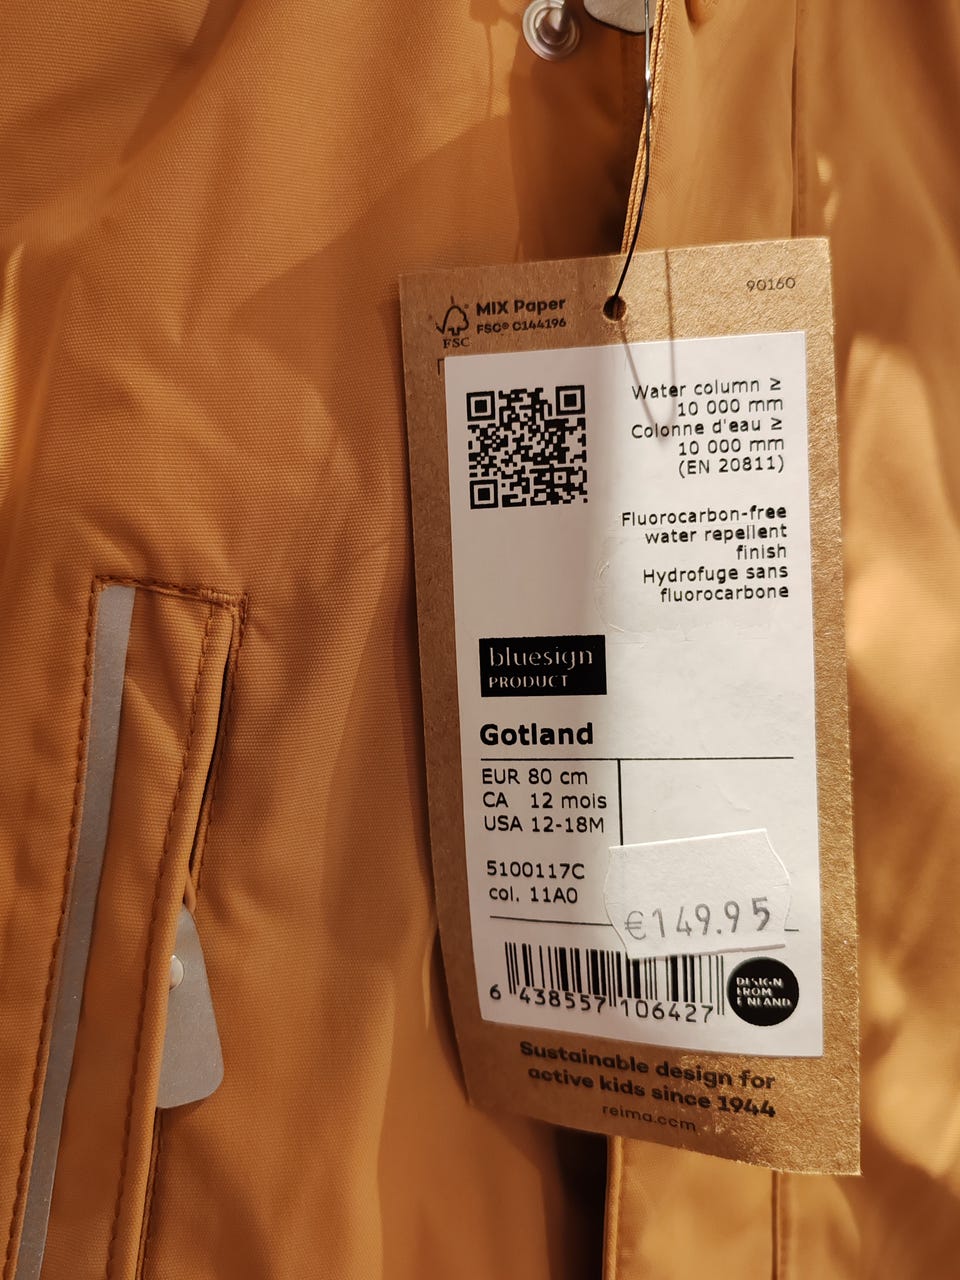 MIX Paper
FSC® C144196
FSC
90160
Water column ≥
10 000 mm
Colonne d'eau ≥
10 000 mm
(EN 20811)
Fluorocarbon-free
water repellent
finish
Hydrofuge sans
fluorocarbone
bluesign
PRODUCT
Gotland
EUR 80 cm
CA 12 mois
USA 12-18M
5100117C
col. 11A0
€149.95
6 438557 106427
DESIGN
FROM
FINLAND
Sustainable design for
active kids since 1944
reima.com